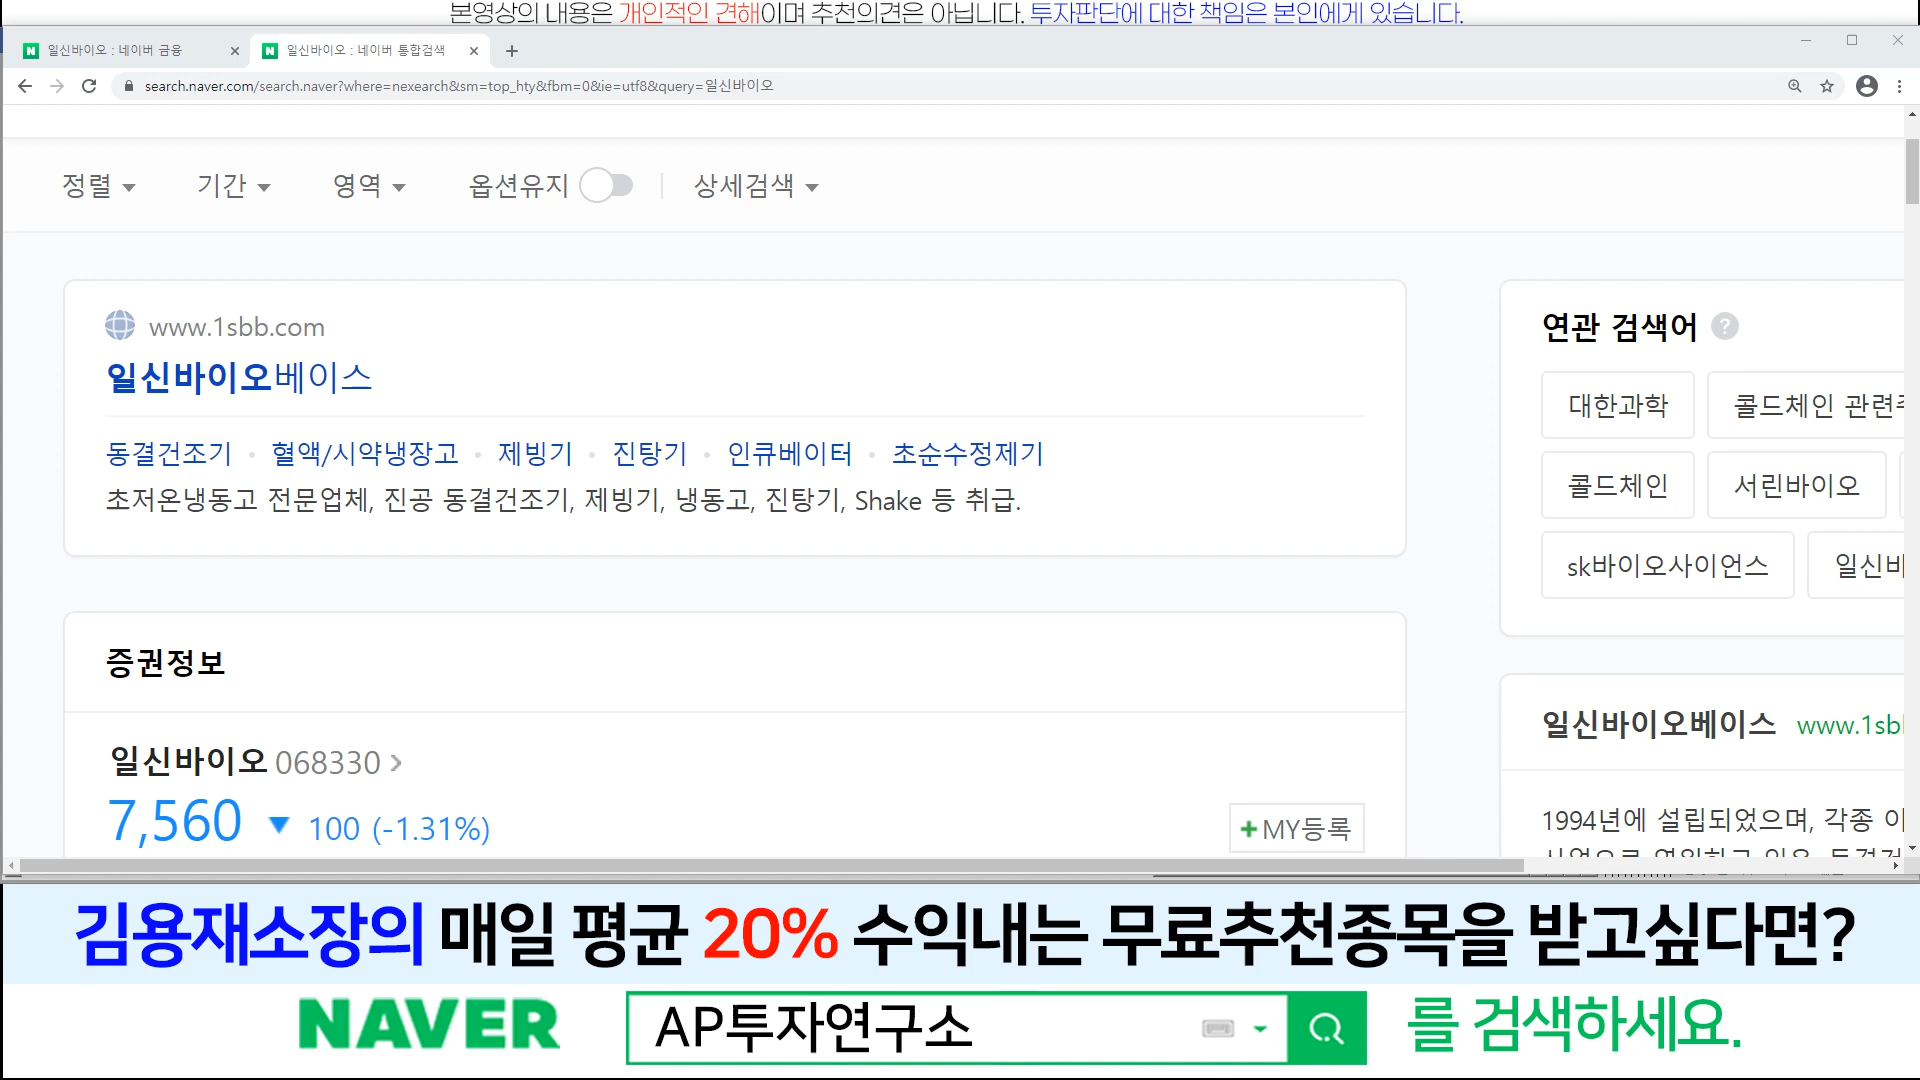 본영상의 내용은 개인적인 견해이며 추천의견은 아닙니다. 투자판단에 대한 책임은 본인에게 있습니다.
일신바이오 : 네이버 금융
일신바이오 : 네이버 통합검색
search.naver.com/search.naver?where=nexearch&sm=top_hty&fbm=0&ie=utf8&query=일신바이오
정렬 기간 영역 옵션유지 상세검색
www.1sbb.com
일신바이오베이스
동결건조기 · 혈액/시약냉장고 · 제빙기 · 진탕기 · 인큐베이터 · 초순수정제기
초저온냉동고 전문업체, 진공 동결건조기, 제빙기, 냉동고, 진탕기, Shake 등 취급.
증권정보
일신바이오 068330
7,560 ▼ 100 (-1.31%)
+MY등록
연관 검색어 ?
대한과학 콜드체인
콜드체인 서린바이오
sk바이오사이언스
일신바이오베이스
1994년에 설립되었으며, 각종
김용재소장의 매일 평균 20% 수익내는 무료추천종목을 받고싶다면?
NAVER AP투자연구소 를 검색하세요.